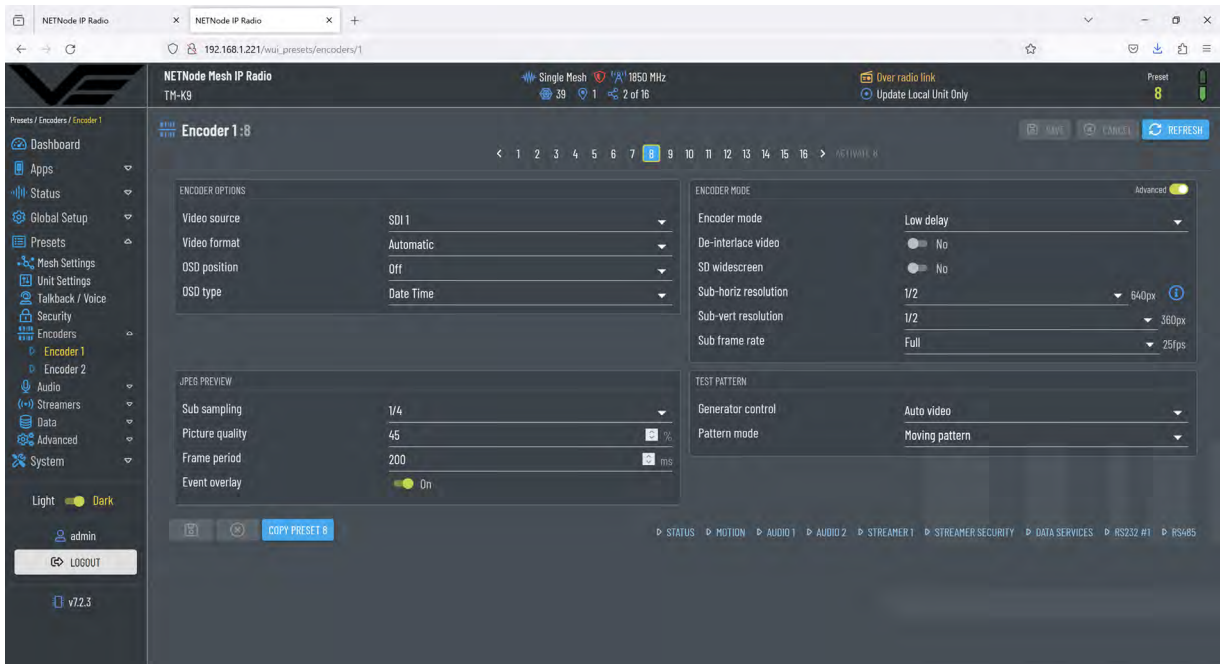 NETNode IP Radio
NETNode IP Radio
192.168.1.221/wui_presets/encoders/1
NETNode Mesh IP Radio
TM-K9
Single Mesh 1850 MHz
39 1 2 of 16
Over radio link
Update Local Unit Only
Preset
8
Presets / Encoders / Encoder 1
Dashboard
Apps
Status
Global Setup
Presets
Mesh Settings
Unit Settings
Talkback / Voice
Security
Encoders
Encoder 1
Encoder 2
Audio
Streamers
Data
Advanced
System
Light Dark
admin
LOGOUT
v7.2.3
Encoder 1:8
SAVE CANCEL REFRESH
< 1 2 3 4 5 6 7 8 9 10 11 12 13 14 15 16 > ACTIVATE 8
ENCODER OPTIONS
Video source SDI 1
Video format Automatic
OSD position Off
OSD type Date Time
ENCODER MODE Advanced
Encoder mode Low delay
De-interlace video No
SD widescreen No
Sub-horiz resolution 1/2 640px
Sub-vert resolution 1/2 360px
Sub frame rate Full 25fps
JPEG PREVIEW
Sub sampling 1/4
Picture quality 45 %
Frame period 200 ms
Event overlay On
TEST PATTERN
Generator control Auto video
Pattern mode Moving pattern
COPY PRESET 8
STATUS MOTION AUDIO 1 AUDIO 2 STREAMER 1 STREAMER SECURITY DATA SERVICES RS232 #1 RS485